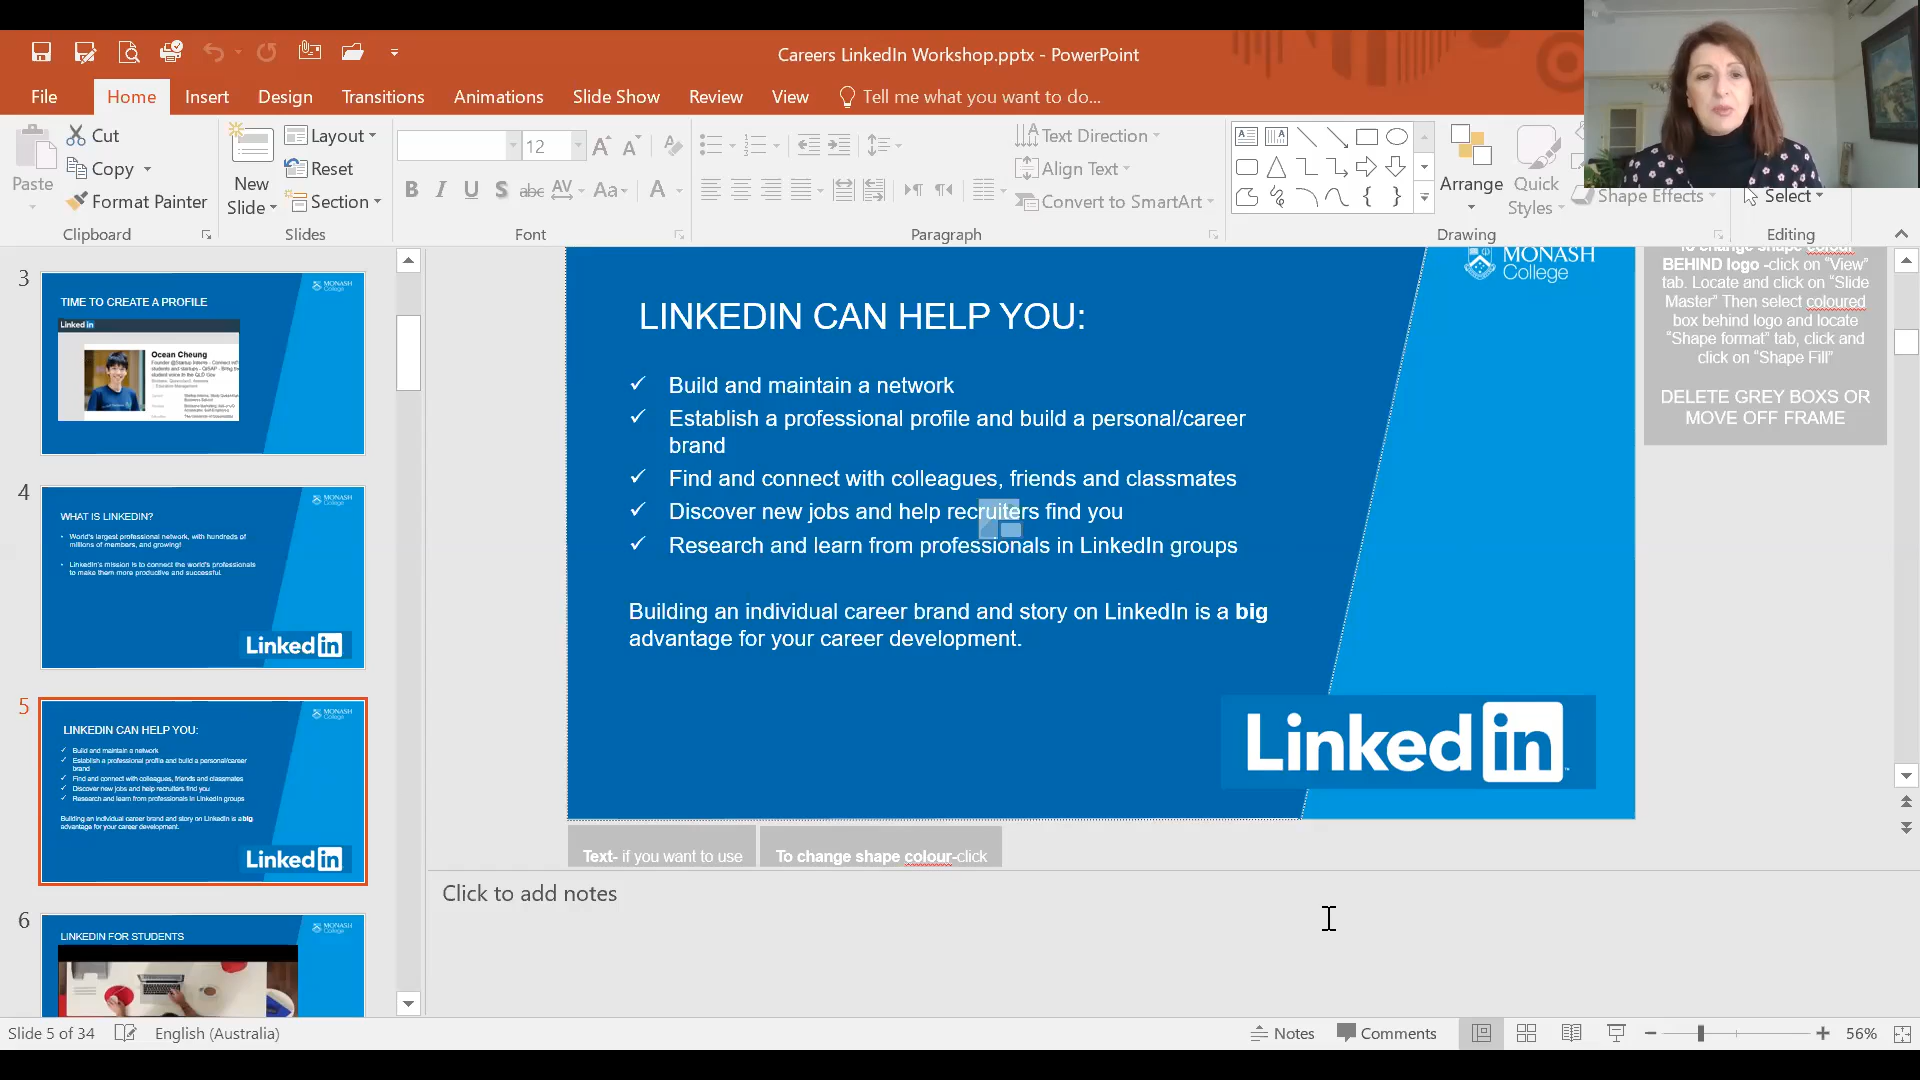 Careers LinkedIn Workshop.pptx - PowerPoint
File Home Insert Design Transitions Animations Slide Show Review View Tell me what you want to do...
Paste
Cut
Copy
Format Painter
Clipboard
New Slide
Layout
Reset
Section
Slides
12
B I U S abc AV Aa A
Font
Text Direction
Align Text
Convert to SmartArt
Paragraph
Arrange
Quick Styles
Shape Effects
Drawing
Select
Editing
3
MONASH College
TIME TO CREATE A PROFILE
Linked in
Ocean Cheung
4
MONASH College
WHAT IS LINKEDIN?
• World's largest professional network, with hundreds of
millions of members, and growing!
• LinkedIn's mission is to connect the world's professionals
to make them more productive and successful.
Linked in
5
MONASH College
LINKEDIN CAN HELP YOU:
✓ Build and maintain a network
✓ Establish a professional profile and build a personal/career
brand
✓ Find and connect with colleagues, friends and classmates
✓ Discover new jobs and help recruiters find you
✓ Research and learn from professionals in LinkedIn groups
Building an individual career brand and story on LinkedIn is a big
advantage for your career development.
Linked in
6
MONASH College
LINKEDIN FOR STUDENTS
MONASH
College
LINKEDIN CAN HELP YOU:
✓ Build and maintain a network
✓ Establish a professional profile and build a personal/career
brand
✓ Find and connect with colleagues, friends and classmates
✓ Discover new jobs and help recruiters find you
✓ Research and learn from professionals in LinkedIn groups
Building an individual career brand and story on LinkedIn is a big
advantage for your career development.
Linked in
To change shape colour
BEHIND logo -click on “View”
tab. Locate and click on “Slide
Master” Then select coloured
box behind logo and locate
“Shape format” tab, click and
click on “Shape Fill”
DELETE GREY BOXS OR
MOVE OFF FRAME
Text- if you want to use
To change shape colour-click
Click to add notes
Slide 5 of 34 English (Australia) Notes Comments 56%